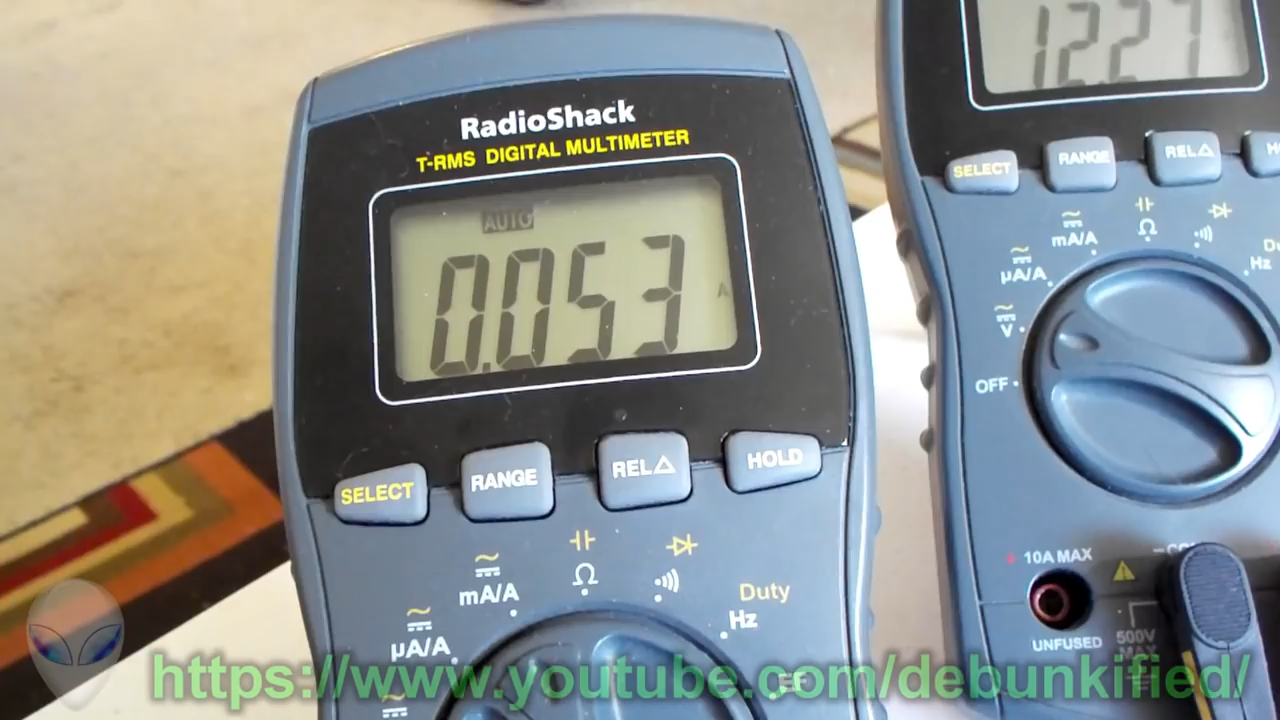 RadioShack
T-RMS DIGITAL MULTIMETER
AUTO
0.053 A
SELECT RANGE REL△ HOLD
mA/A Ω Duty
Hz
µA/A
12.27
SELECT RANGE REL△
mA/A Ω
µA/A Hz
V
OFF
10A MAX
UNFUSED 500V
MAX
https://www.youtube.com/debunkified/